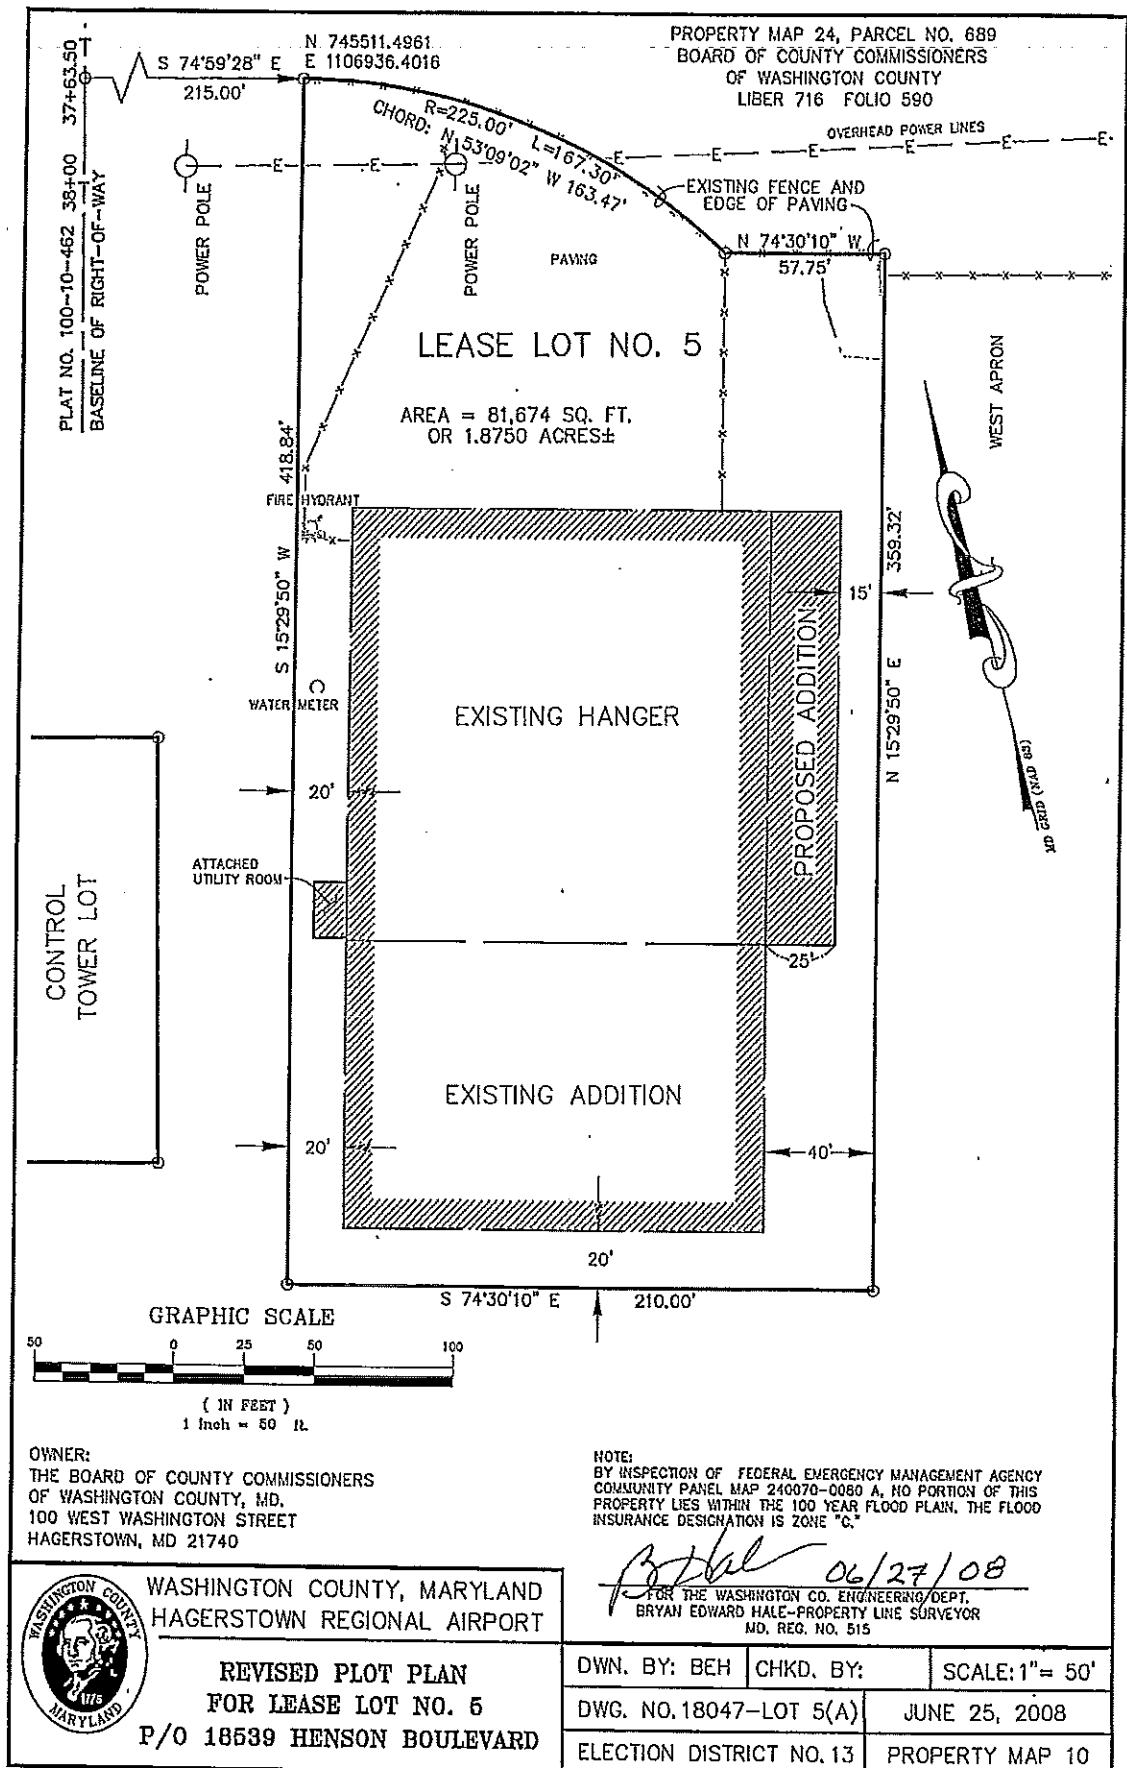 PROPERTY MAP 24, PARCEL NO. 689
BOARD OF COUNTY COMMISSIONERS
OF WASHINGTON COUNTY
LIBER 716 FOLIO 590
N 745511.4961
E 1106936.4016
S 74°59'28" E
215.00'
37+63.50
PLAT NO. 100-10-462 38+00
BASELINE OF RIGHT-OF-WAY
R=225.00' L=167.30'
CHORD: N 53°09'02" W 163.47'
OVERHEAD POWER LINES
E
E
E
E
E
E
E
E
EXISTING FENCE AND
EDGE OF PAVING
POWER POLE
POWER POLE
PAVING
N 74°30'10" W
57.75'
WEST APRON
LEASE LOT NO. 5
AREA = 81,674 SQ. FT.
OR 1.8750 ACRES±
418.84'
S 15°29'50" W
FIRE HYDRANT
359.32'
N 15°29'50" E
15'
WATER METER
EXISTING HANGER
PROPOSED ADDITION
MD GRID (NAD 83)
20'
ATTACHED
UTILITY ROOM
CONTROL
TOWER LOT
25'
EXISTING ADDITION
20'
40'
20'
S 74°30'10" E
210.00'
GRAPHIC SCALE
50 0 25 50 100
( IN FEET )
1 inch = 50 ft.
OWNER:
THE BOARD OF COUNTY COMMISSIONERS
OF WASHINGTON COUNTY, MD.
100 WEST WASHINGTON STREET
HAGERSTOWN, MD 21740
NOTE:
BY INSPECTION OF FEDERAL EMERGENCY MANAGEMENT AGENCY
COMMUNITY PANEL MAP 240070-0080 A, NO PORTION OF THIS
PROPERTY LIES WITHIN THE 100 YEAR FLOOD PLAIN. THE FLOOD
INSURANCE DESIGNATION IS ZONE "C."
B Hale 06/27/08
FOR THE WASHINGTON CO. ENGINEERING DEPT.
BRYAN EDWARD HALE-PROPERTY LINE SURVEYOR
MD. REG. NO. 515
WASHINGTON COUNTY
1776
MARYLAND
WASHINGTON COUNTY, MARYLAND
HAGERSTOWN REGIONAL AIRPORT
REVISED PLOT PLAN
FOR LEASE LOT NO. 5
P/O 18539 HENSON BOULEVARD
DWN. BY: BEH
CHKD. BY:
SCALE: 1"= 50'
DWG. NO. 18047-LOT 5(A)
JUNE 25, 2008
ELECTION DISTRICT NO. 13
PROPERTY MAP 10